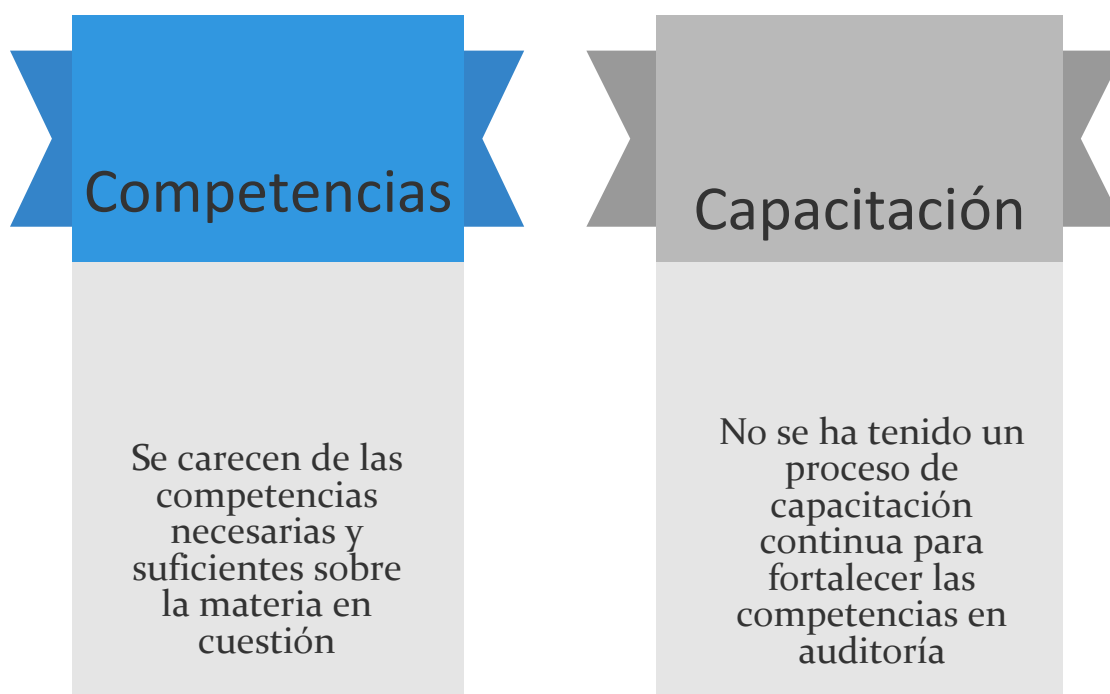 Competencias
Se carecen de las
competencias
necesarias y
suficientes sobre
la materia en
cuestión
Capacitación
No se ha tenido un
proceso de
capacitación
continua para
fortalecer las
competencias en
auditoría